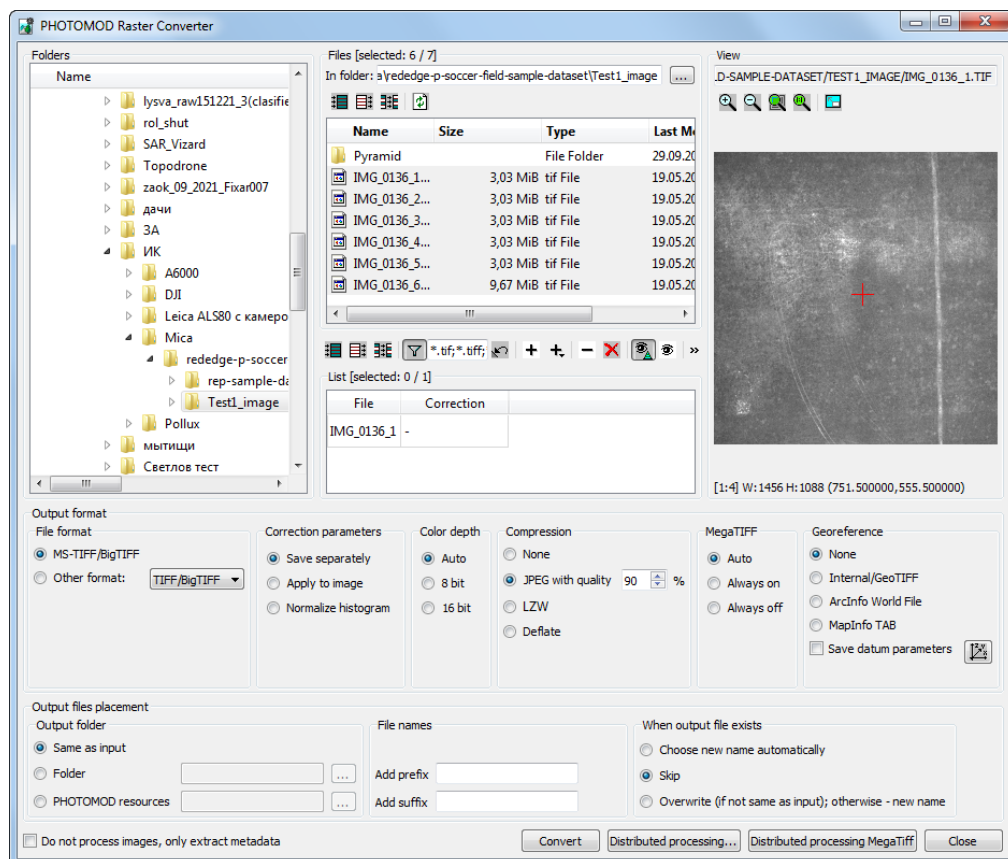 PHOTOMOD Raster Converter
Folders
Name
lysva_raw151221_3(clasifie
rol_shut
SAR_Vizard
Topodrone
zaok_09_2021_Fixar007
дачи
ЗА
ИК
A6000
DJI
Leica ALS80 с камеро
Mica
rededge-p-soccer
rep-sample-da
Test1_image
Pollux
мытищи
Светлов тест
Files [selected: 6 / 7]
In folder: a\rededge-p-soccer-field-sample-dataset\Test1_image ...
Name Size Type Last Mo
Pyramid File Folder 29.09.20
IMG_0136_1... 3,03 MiB tif File 19.05.20
IMG_0136_2... 3,03 MiB tif File 19.05.20
IMG_0136_3... 3,03 MiB tif File 19.05.20
IMG_0136_4... 3,03 MiB tif File 19.05.20
IMG_0136_5... 3,03 MiB tif File 19.05.20
IMG_0136_6... 9,67 MiB tif File 19.05.20
*.tif;*.tiff; »
List [selected: 0 / 1]
File Correction
IMG_0136_1 -
View
.D-SAMPLE-DATASET/TEST1_IMAGE/IMG_0136_1.TIF
[1:4] W:1456 H:1088 (751.500000,555.500000)
Output format
File format
MS-TIFF/BigTIFF
Other format: TIFF/BigTIFF
Correction parameters
Save separately
Apply to image
Normalize histogram
Color depth
Auto
8 bit
16 bit
Compression
None
JPEG with quality 90 %
LZW
Deflate
MegaTIFF
Auto
Always on
Always off
Georeference
None
Internal/GeoTIFF
ArcInfo World File
MapInfo TAB
Save datum parameters
Output files placement
Output folder
Same as input
Folder ...
PHOTOMOD resources ...
File names
Add prefix
Add suffix
When output file exists
Choose new name automatically
Skip
Overwrite (if not same as input); otherwise - new name
Do not process images, only extract metadata
Convert Distributed processing... Distributed processing MegaTiff Close